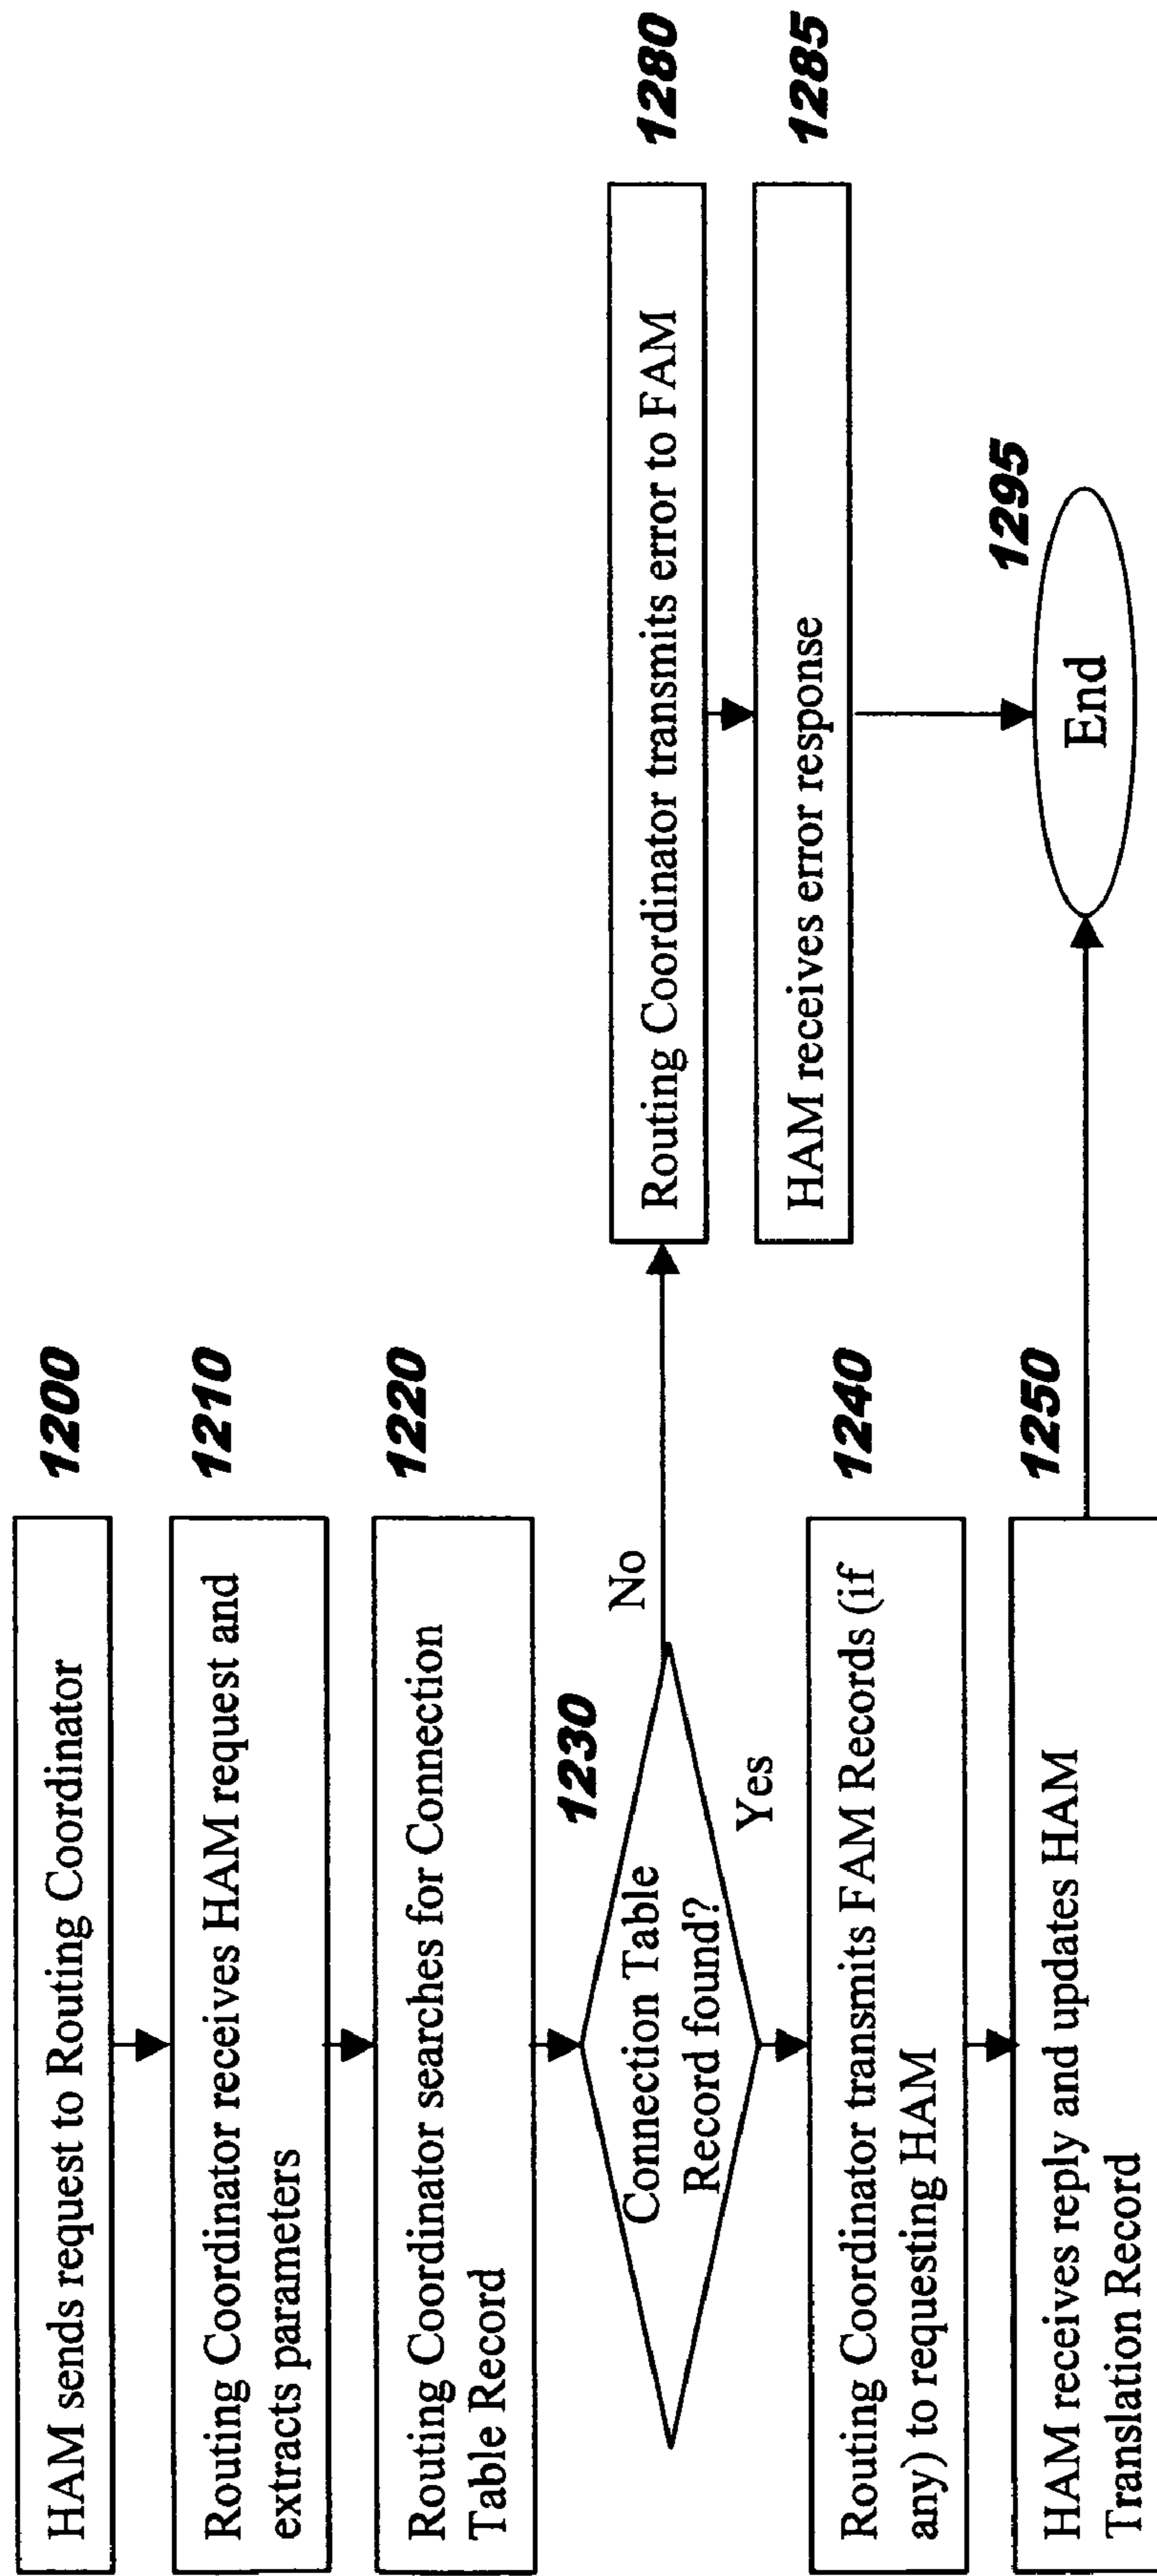 HAM sends request to Routing Coordinator
1200
Routing Coordinator receives HAM request and
extracts parameters
1210
Routing Coordinator searches for Connection
Table Record
1220
Connection Table
Record found?
1230
No
Yes
Routing Coordinator transmits error to FAM
1280
HAM receives error response
1285
Routing Coordinator transmits FAM Records (if
any) to requesting HAM
1240
HAM receives reply and updates HAM
Translation Record
1250
End
1295